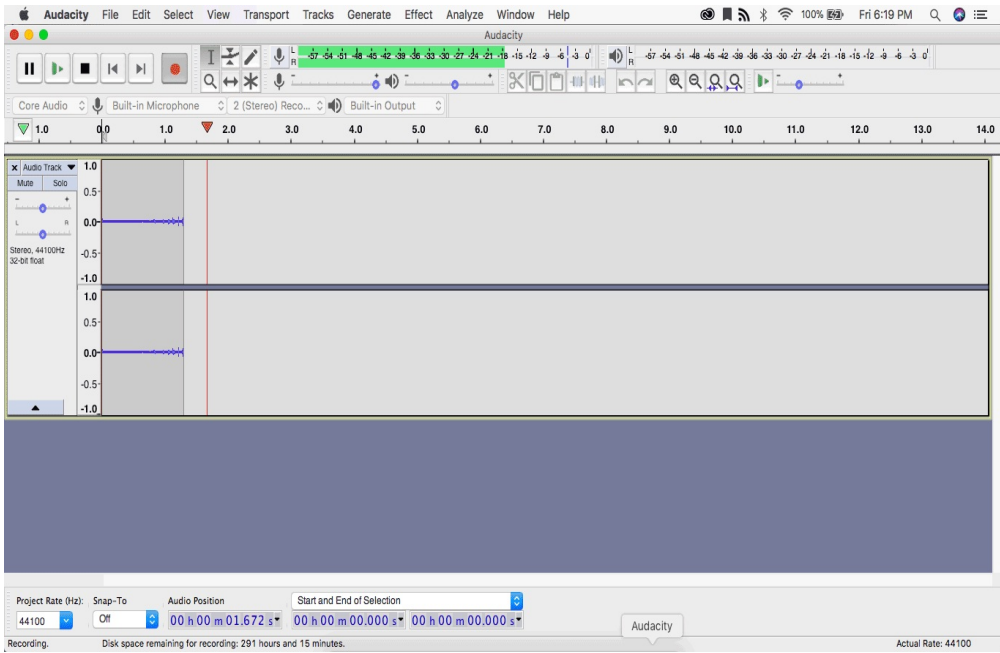 Audacity File Edit Select View Transport Tracks Generate Effect Analyze Window Help 100% Fri 6:19 PM
Audacity
L R -57 -54 -51 -48 -45 -42 -39 -36 -33 -30 -27 -24 -21 -18 -15 -12 -9 -6 -3 0 L R -57 -54 -51 -48 -45 -42 -39 -36 -33 -30 -27 -24 -21 -18 -15 -12 -9 -6 -3 0
- + - + - +
Core Audio Built-in Microphone 2 (Stereo) Reco... Built-in Output
1.0 0.0 1.0 2.0 3.0 4.0 5.0 6.0 7.0 8.0 9.0 10.0 11.0 12.0 13.0 14.0
x Audio Track 1.0
Mute Solo
- + 0.5
L R 0.0
Stereo, 44100Hz -0.5
32-bit float
-1.0
1.0
0.5
0.0
-0.5
-1.0
Project Rate (Hz): Snap-To Audio Position Start and End of Selection
44100 Off 00 h 00 m 01.672 s 00 h 00 m 00.000 s 00 h 00 m 00.000 s
Audacity
Recording. Disk space remaining for recording: 291 hours and 15 minutes. Actual Rate: 44100